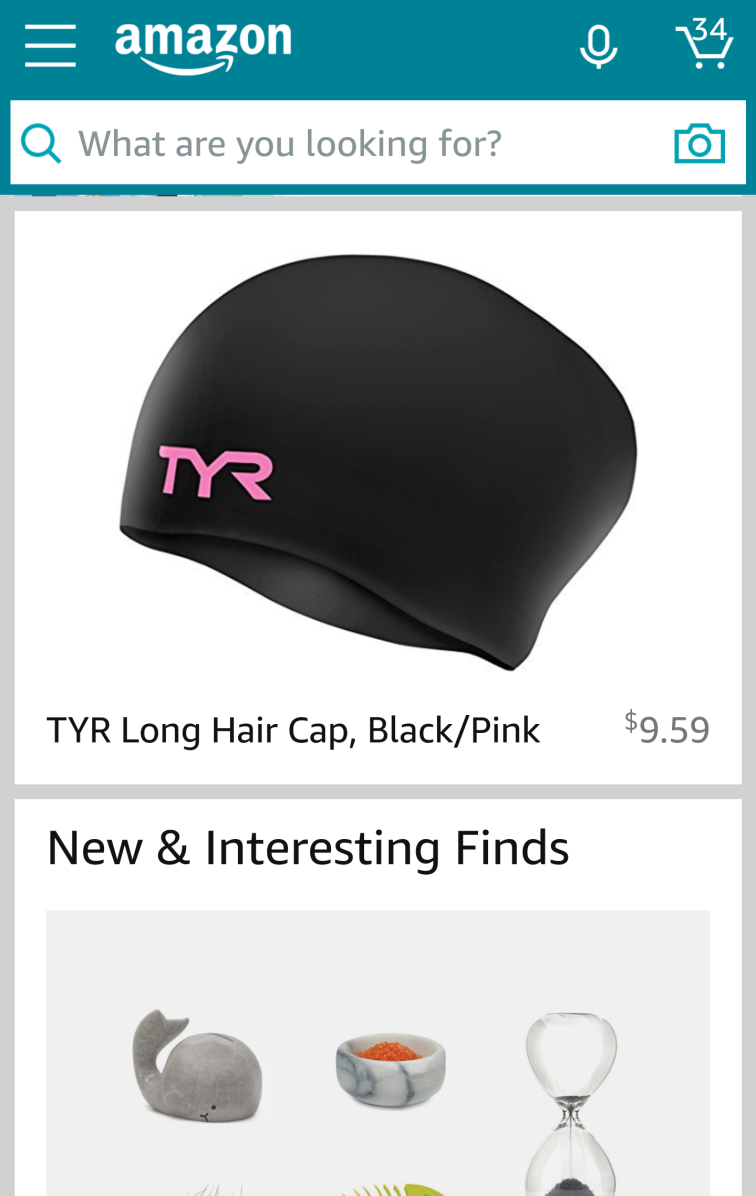 amazon
34
What are you looking for?
TYR
TYR Long Hair Cap, Black/Pink $9.59
New & Interesting Finds